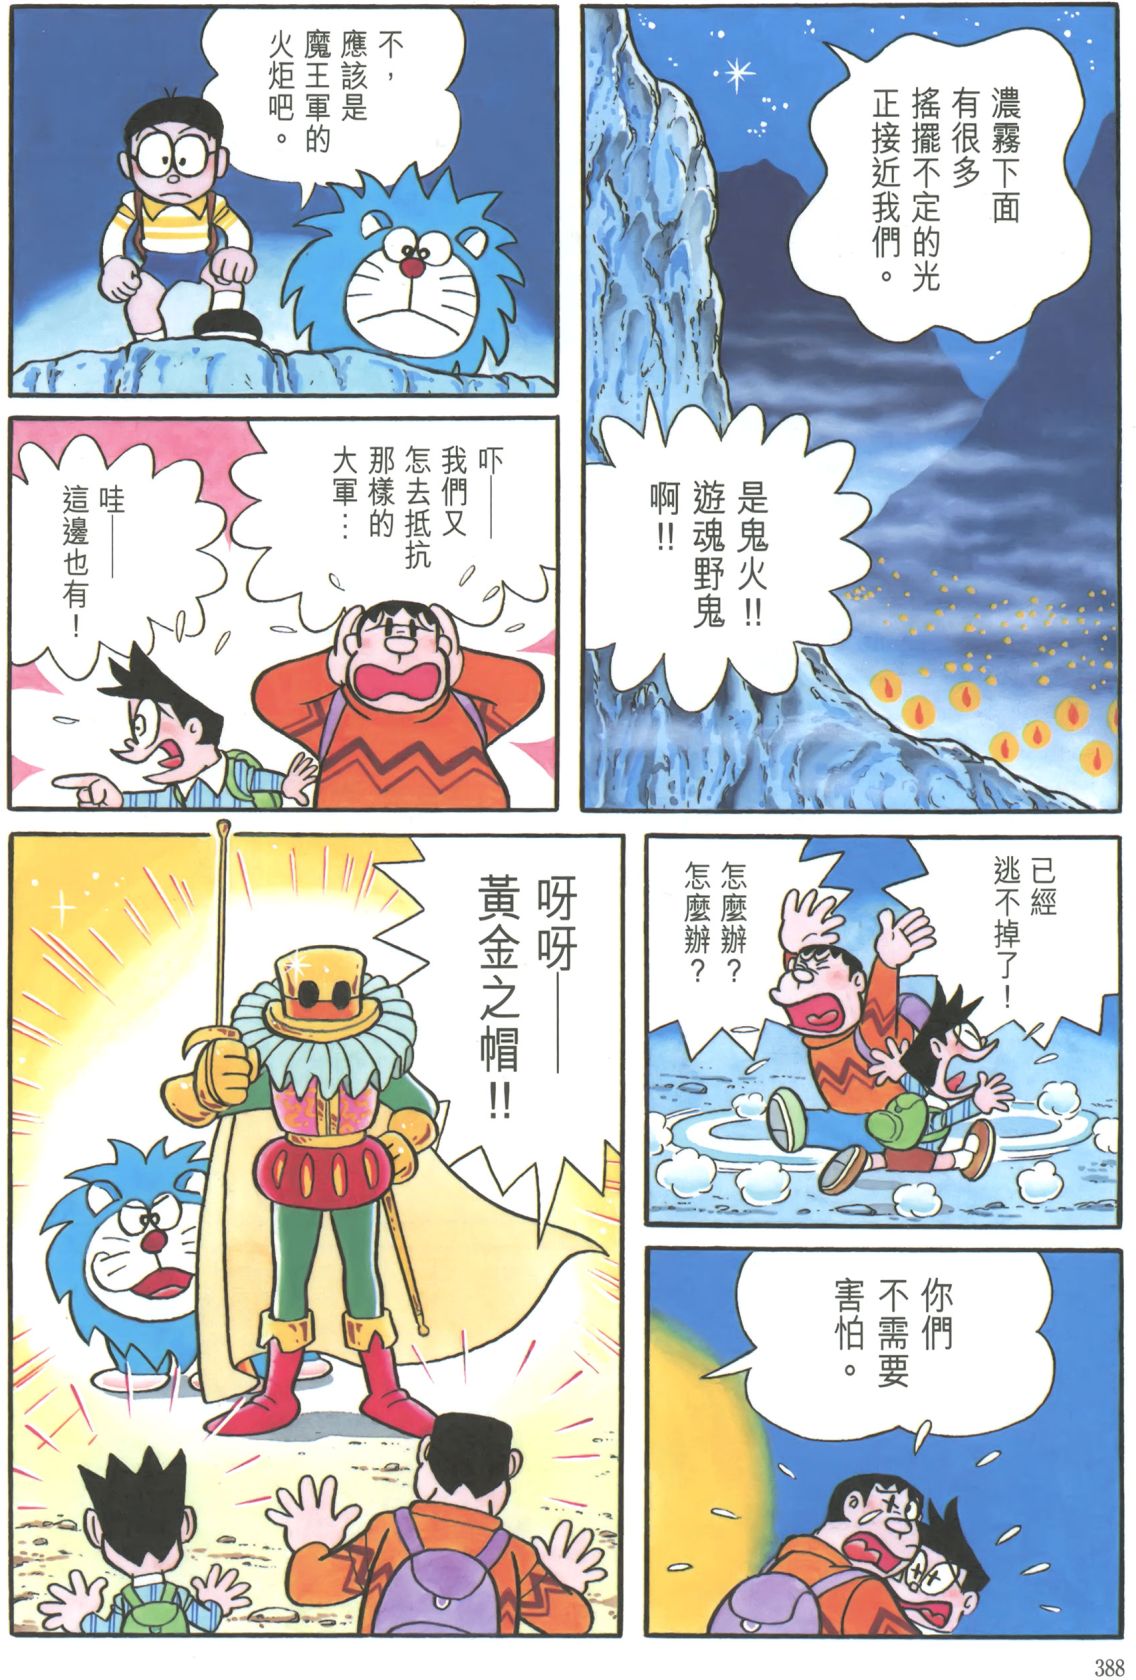 濃霧下面
有很多
搖擺不定的光
正接近我們。
是鬼火!!
遊魂野鬼
啊!!
不,
應該是
魔王軍的
火炬吧。
吓——
我們又
怎去抵抗
那樣的
大軍…
哇——
這邊也有!
已經
逃不掉了!
怎麼辦?
怎麼辦?
你們
不需要
害怕。
呀呀——
黃金之帽!!
388